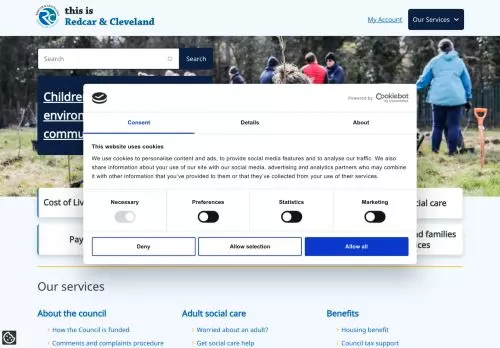 this is
Redcar & Cleveland
My Account
Our Services
Search
Search
Children
environ
commu
Powered by Cookiebot
Consent
Details
About
This website uses cookies
We use cookies to personalise content and ads, to provide social media features and to analyse our traffic. We also
share information about your use of our site with our social media, advertising and analytics partners who may combine
it with other information that you've provided to them or that they've collected from your use of their services.
Necessary
Preferences
Statistics
Marketing
Deny
Allow selection
Allow all
Cost of Liv
cial care
Pay
nd families
ces
Our services
About the council
Adult social care
Benefits
How the Council is funded
Worried about an adult?
Housing benefit
Comments and complaints procedure
Get social care help
Council tax support